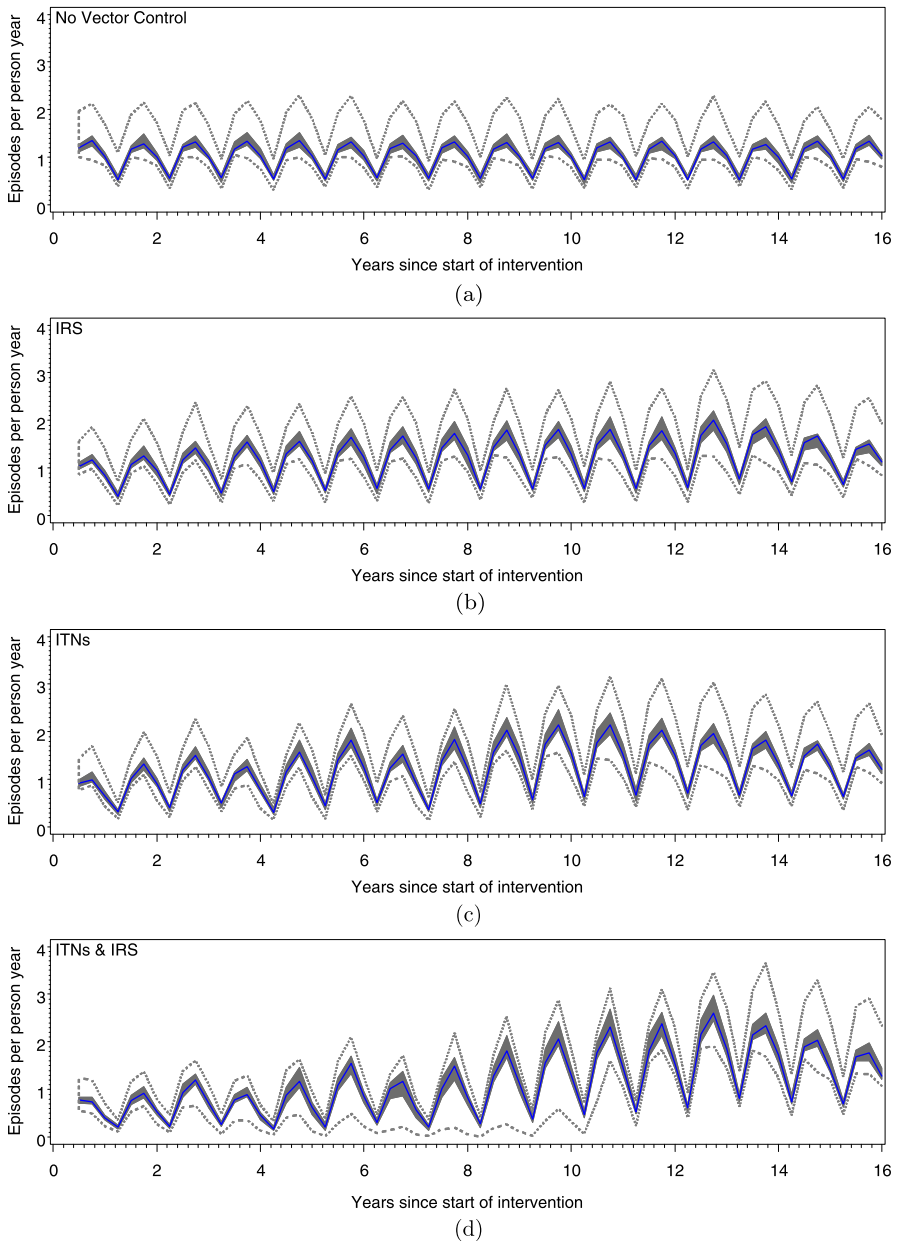 No Vector Control
Episodes per person year
4
3
2
1
0
0 2 4 6 8 10 12 14 16
Years since start of intervention
(a)
IRS
Episodes per person year
4
3
2
1
0
0 2 4 6 8 10 12 14 16
Years since start of intervention
(b)
ITNs
Episodes per person year
4
3
2
1
0
0 2 4 6 8 10 12 14 16
Years since start of intervention
(c)
ITNs & IRS
Episodes per person year
4
3
2
1
0
0 2 4 6 8 10 12 14 16
Years since start of intervention
(d)